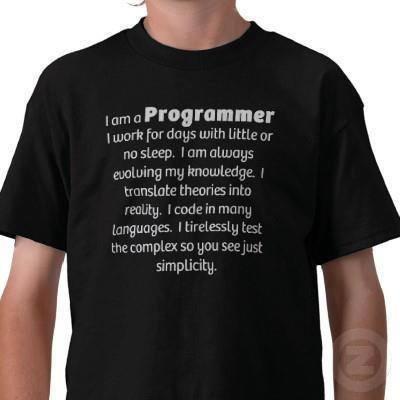 I am a Programmer
I work for days with little or
no sleep. I am always
evolving my knowledge. I
translate theories into
reality. I code in many
languages. I tirelessly test
the complex so you see just
simplicity.
Z